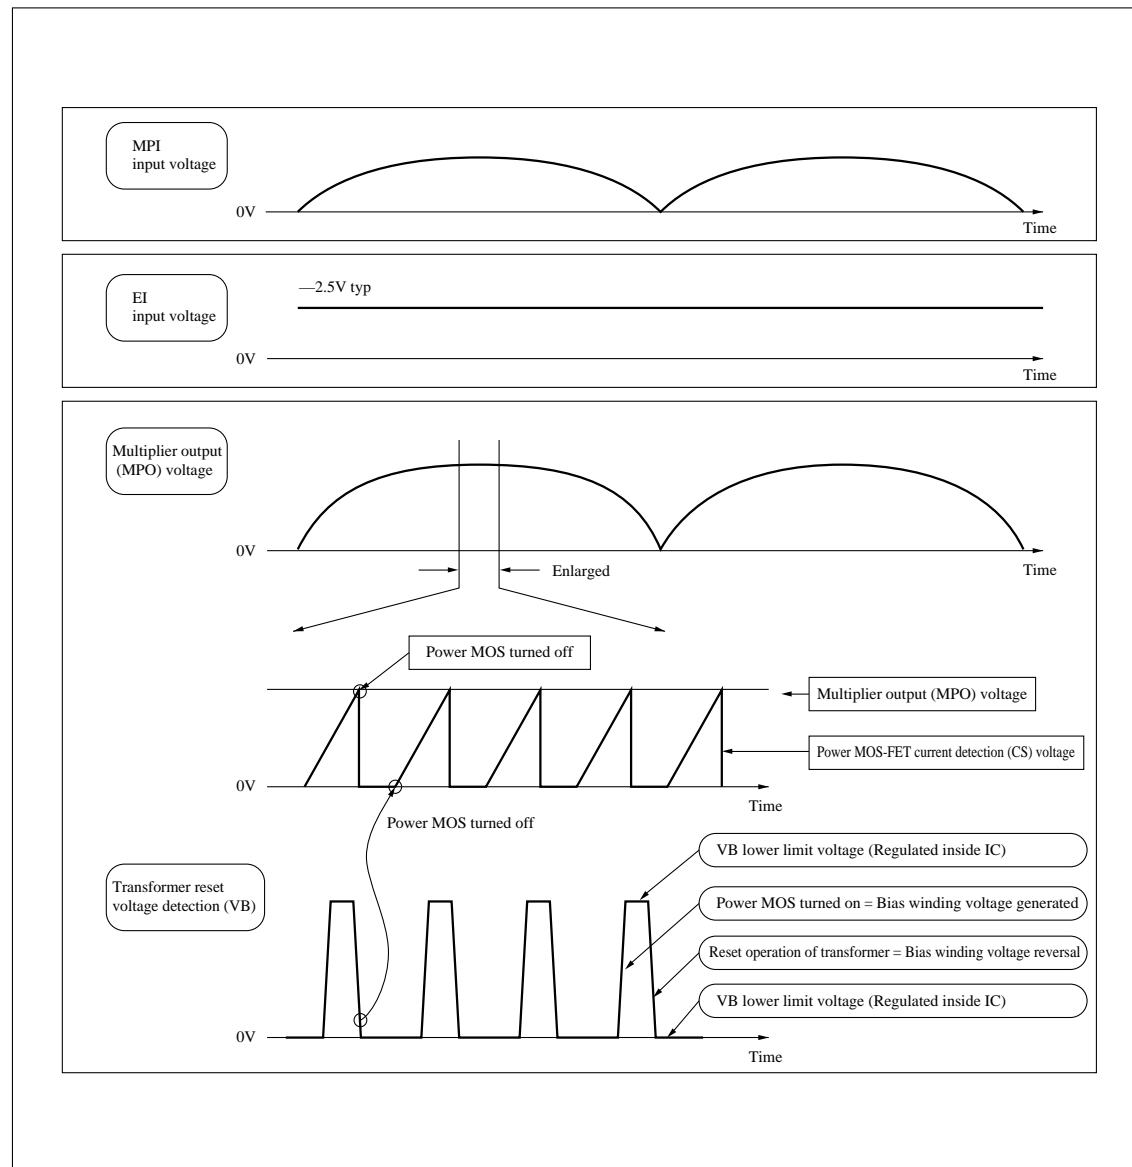 MPI
input voltage
0V
Time
EI
input voltage
—2.5V typ
0V
Time
Multiplier output
(MPO) voltage
0V
Time
Enlarged
Power MOS turned off
Multiplier output (MPO) voltage
Power MOS-FET current detection (CS) voltage
0V
Time
Power MOS turned off
Transformer reset
voltage detection (VB)
VB lower limit voltage (Regulated inside IC)
Power MOS turned on = Bias winding voltage generated
Reset operation of transformer = Bias winding voltage reversal
VB lower limit voltage (Regulated inside IC)
0V
Time